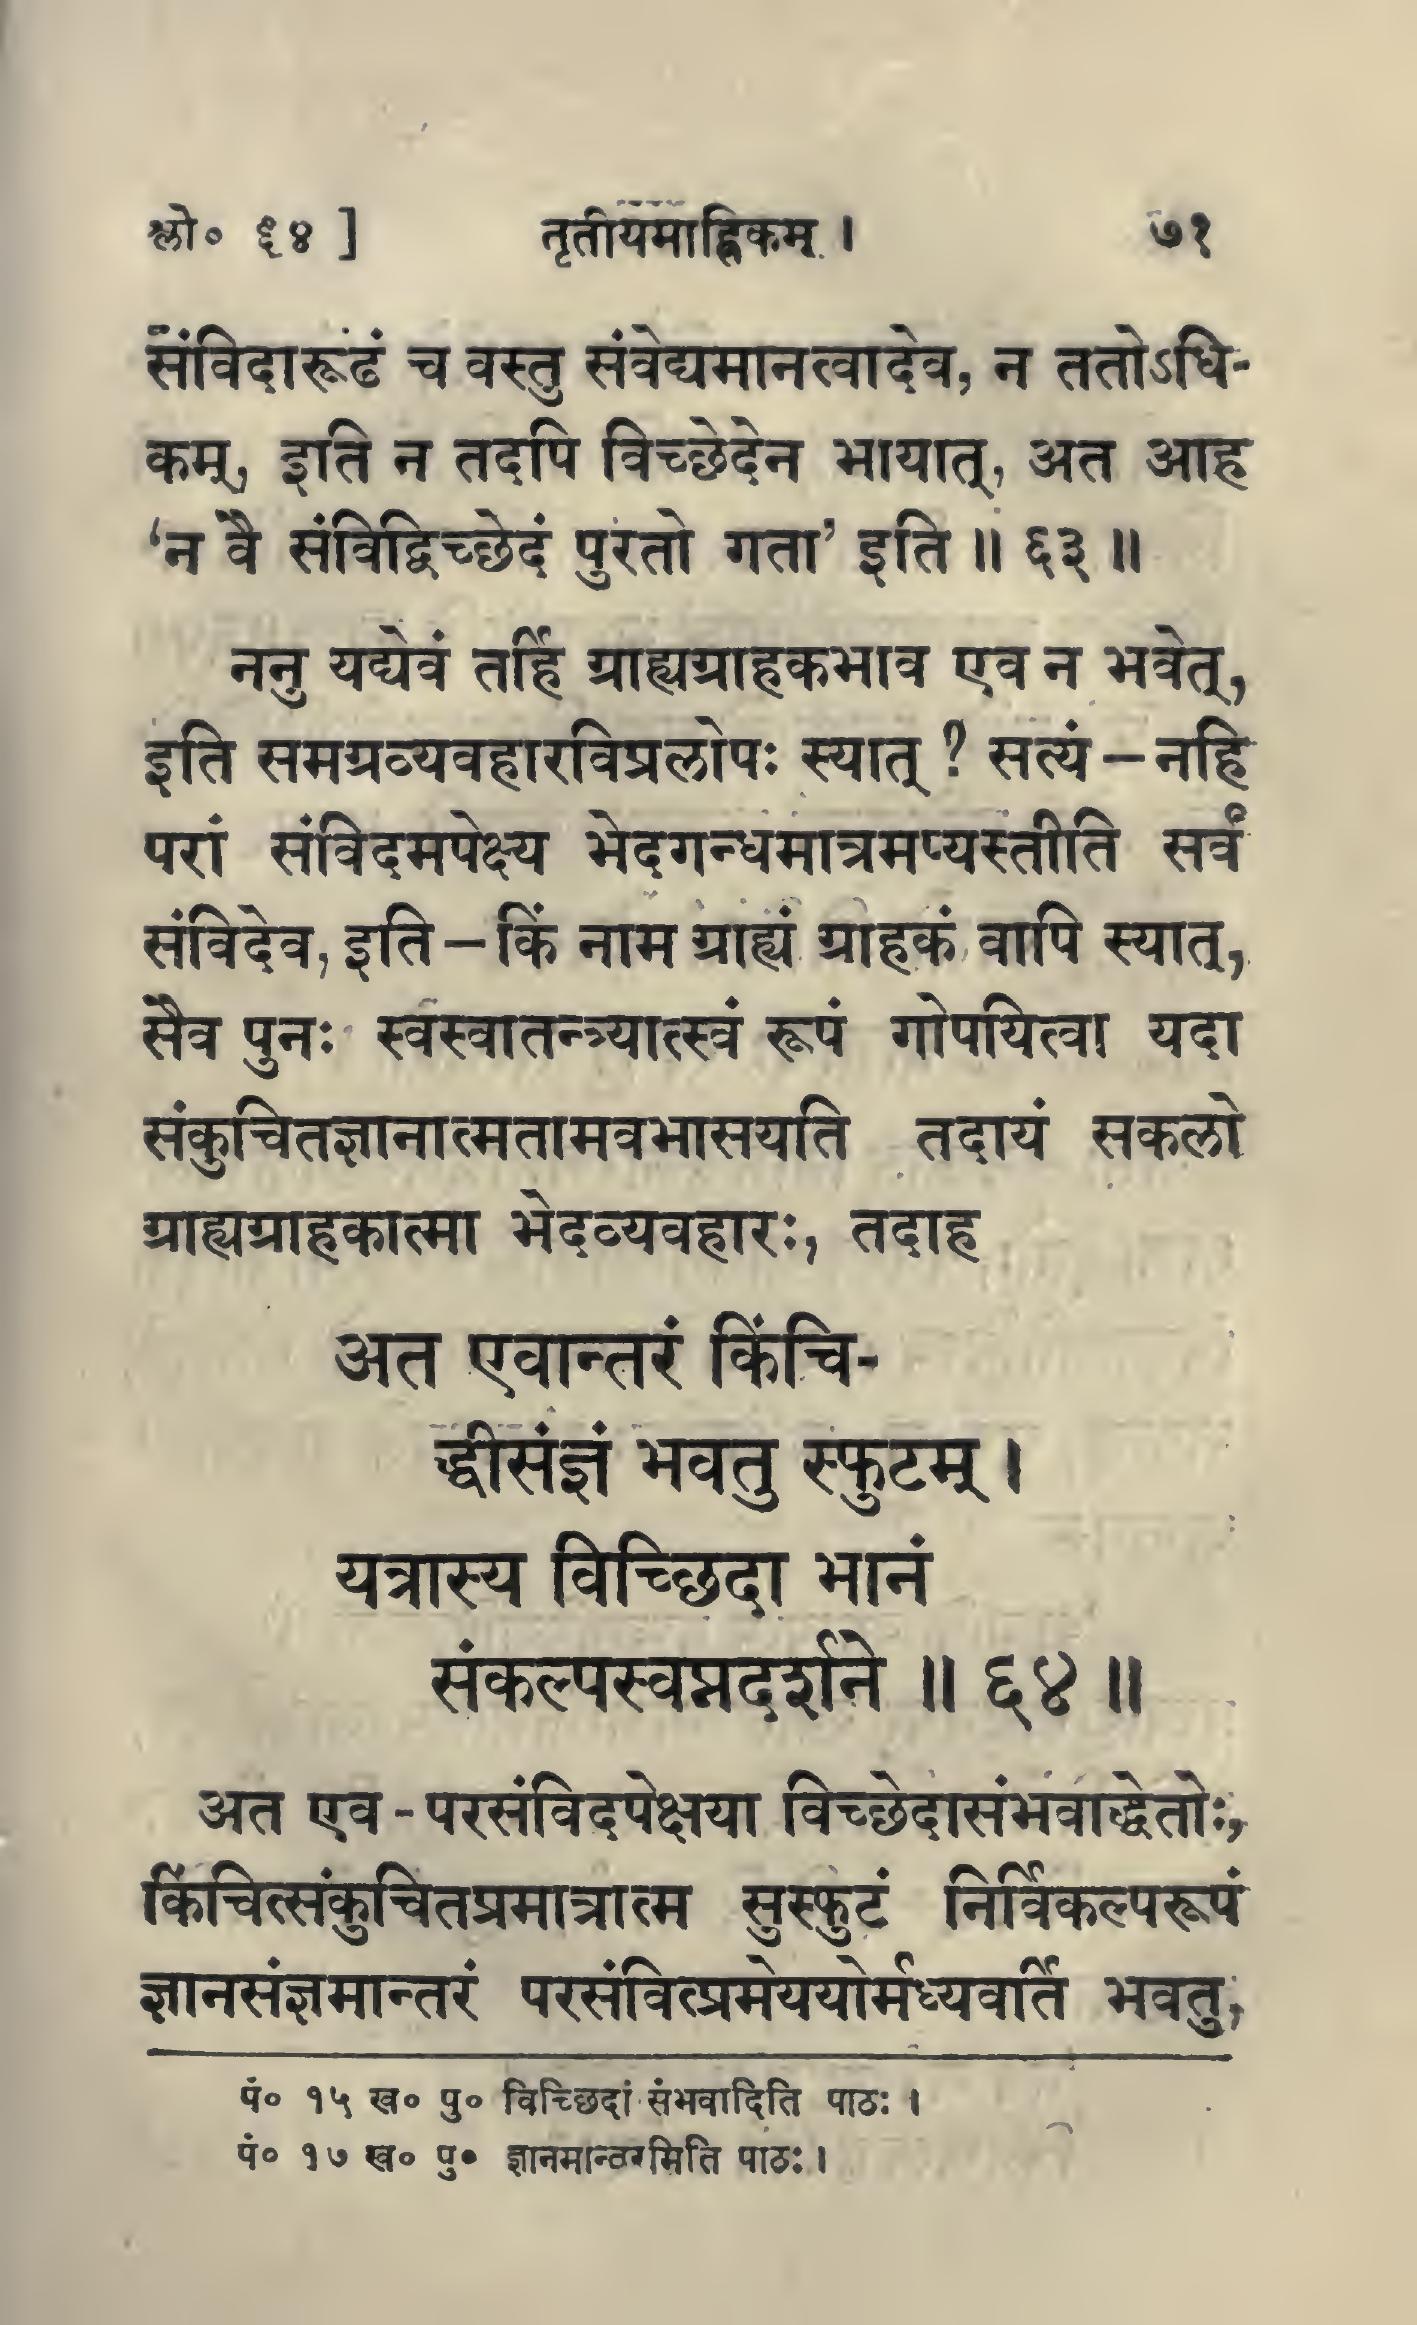 श्लो० ६४ ] तृतीयमाह्निकम् । ७१
संविदारूढं च वस्तु संवेद्यमानत्वादेव, न ततोऽधि-
कम्, इति न तदपि विच्छेदेन भायात्, अत आह
‘न वै संविद्विच्छेदं पुरतो गता’ इति ॥ ६३ ॥
ननु यद्येवं तर्हि ग्राह्यग्राहकभाव एव न भवेत्,
इति समग्रव्यवहारविप्रलोपः स्यात् ? सत्यं – नहि
परां संविदमपेक्ष्य भेदगन्धमात्रमप्यस्तीति सर्वं
संविदेव, इति – किं नाम ग्राह्यं ग्राहकं वापि स्यात्,
सैव पुनः स्वस्वातन्त्र्यात्स्वं रूपं गोपयित्वा यदा
संकुचितज्ञानात्मतामवभासयति तदायं सकलो
ग्राह्यग्राहकात्मा भेदव्यवहारः, तदाह
अत एवान्तरं किंचि-
द्धीसंज्ञं भवतु स्फुटम् ।
यत्रास्य विच्छिदा भानं
संकल्पस्वप्नदर्शने ॥ ६४ ॥
अत एव - परसंविदपेक्षया विच्छेदासंभवाद्धेतोः,
किंचित्संकुचितप्रमात्रात्म सुस्फुटं निर्विकल्परूपं
ज्ञानसंज्ञमान्तरं परसंवित्प्रमेययोर्मध्यवर्ति भवतु,
पं० १५ ख० पु० विच्छिदां संभवादिति पाठः ।
पं० १७ ख० पु० ज्ञानमान्तरमिति पाठः ।